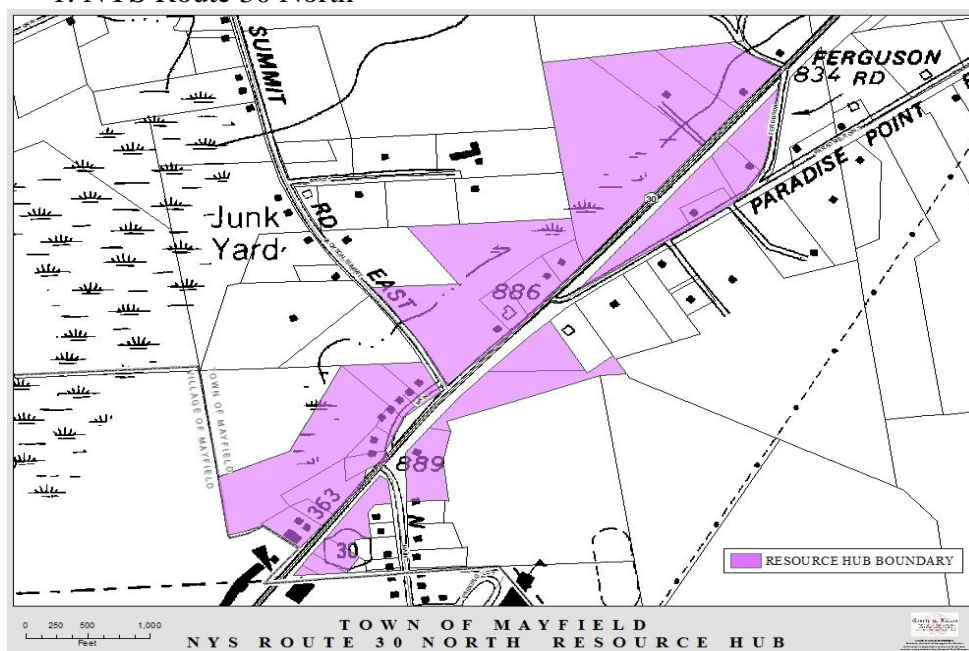 1. NYS Route 30 North
SUMMIT
RD
EAST
FERGUSON
834 RD
PARADISE POINT
30
Junk
Yard
886
TOWN OF MAYFIELD
VILLAGE OF MAYFIELD
889
363
30
N
RESOURCE HUB BOUNDARY
0 250 500 1,000
Feet
TOWN OF MAYFIELD
NYS ROUTE 30 NORTH RESOURCE HUB